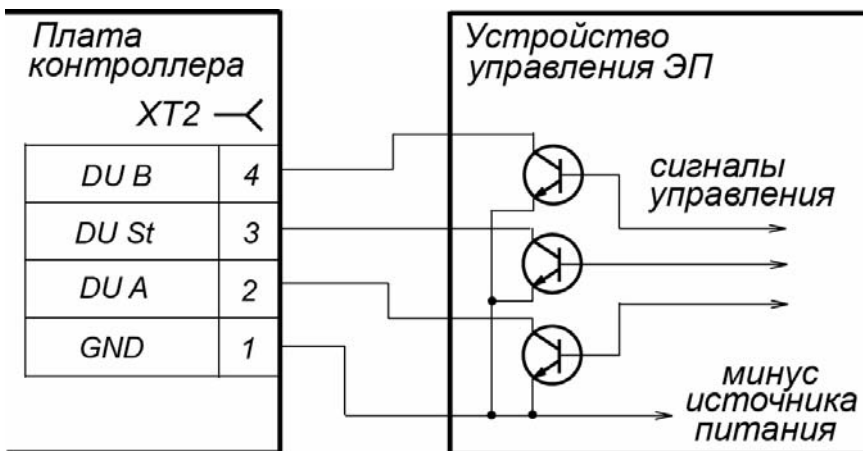 Плата
контроллера
XT2
DU B 4
DU St 3
DU A 2
GND 1
Устройство
управления ЭП
сигналы
управления
минус
источника
питания